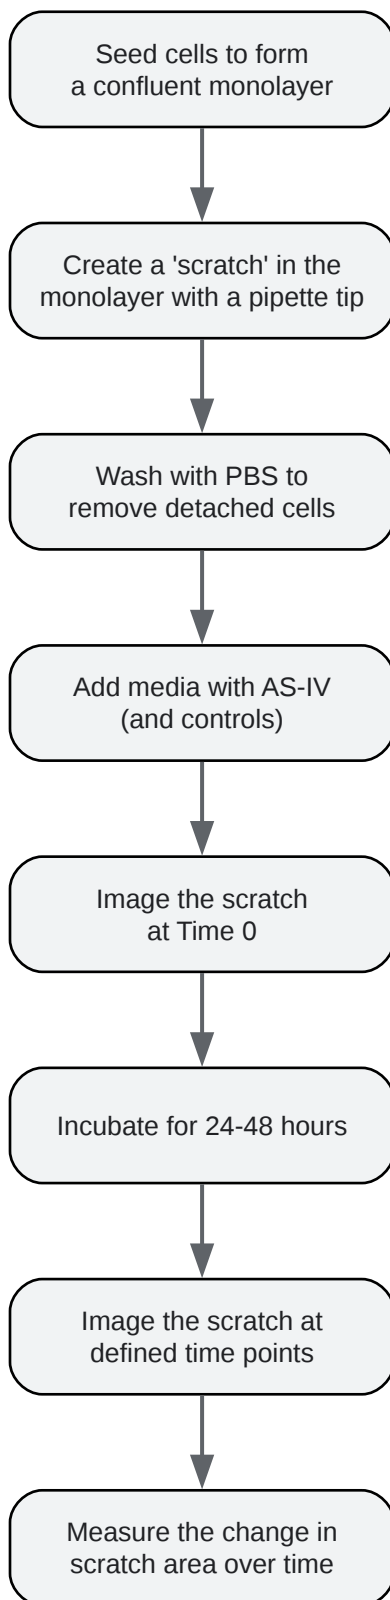 Seed cells to form
a confluent monolayer
Create a 'scratch' in the
monolayer with a pipette tip
Wash with PBS to
remove detached cells
Add media with AS-IV
(and controls)
Image the scratch
at Time 0
Incubate for 24-48 hours
Image the scratch at
defined time points
Measure the change in
scratch area over time